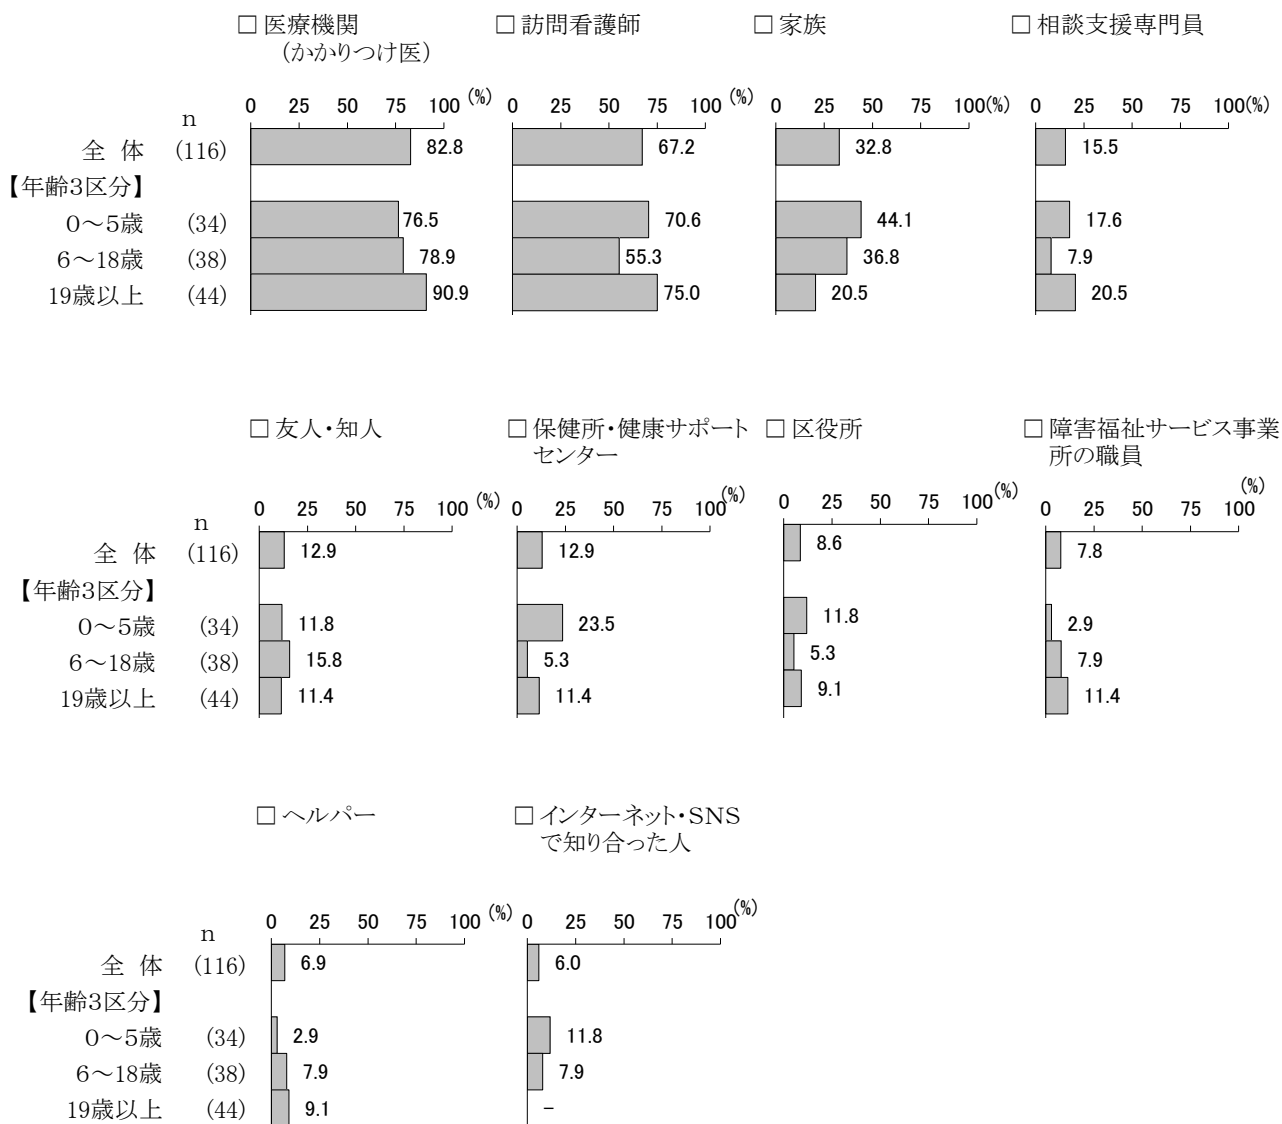 □ 医療機関 □ 訪問看護師 □ 家族 □ 相談支援専門員
(かかりつけ医)
0 25 50 75 100 (%) 0 25 50 75 100 (%) 0 25 50 75 100(%) 0 25 50 75 100(%)
n
全 体 (116) 82.8 67.2 32.8 15.5
【年齢3区分】
0～5歳 (34) 76.5 70.6 44.1 17.6
6～18歳 (38) 78.9 55.3 36.8 7.9
19歳以上 (44) 90.9 75.0 20.5 20.5
□ 友人・知人 □ 保健所・健康サポート □ 区役所 □ 障害福祉サービス事業
センター 所の職員
0 25 50 75 100 (%) 0 25 50 75 100 (%) 0 25 50 75 100 (%) 0 25 50 75 100 (%)
n
全 体 (116) 12.9 12.9 8.6 7.8
【年齢3区分】
0～5歳 (34) 11.8 23.5 11.8 2.9
6～18歳 (38) 15.8 5.3 5.3 7.9
19歳以上 (44) 11.4 11.4 9.1 11.4
□ ヘルパー □ インターネット・SNS
で知り合った人
0 25 50 75 100 (%) 0 25 50 75 100 (%)
n
全 体 (116) 6.9 6.0
【年齢3区分】
0～5歳 (34) 2.9 11.8
6～18歳 (38) 7.9 7.9
19歳以上 (44) 9.1 -